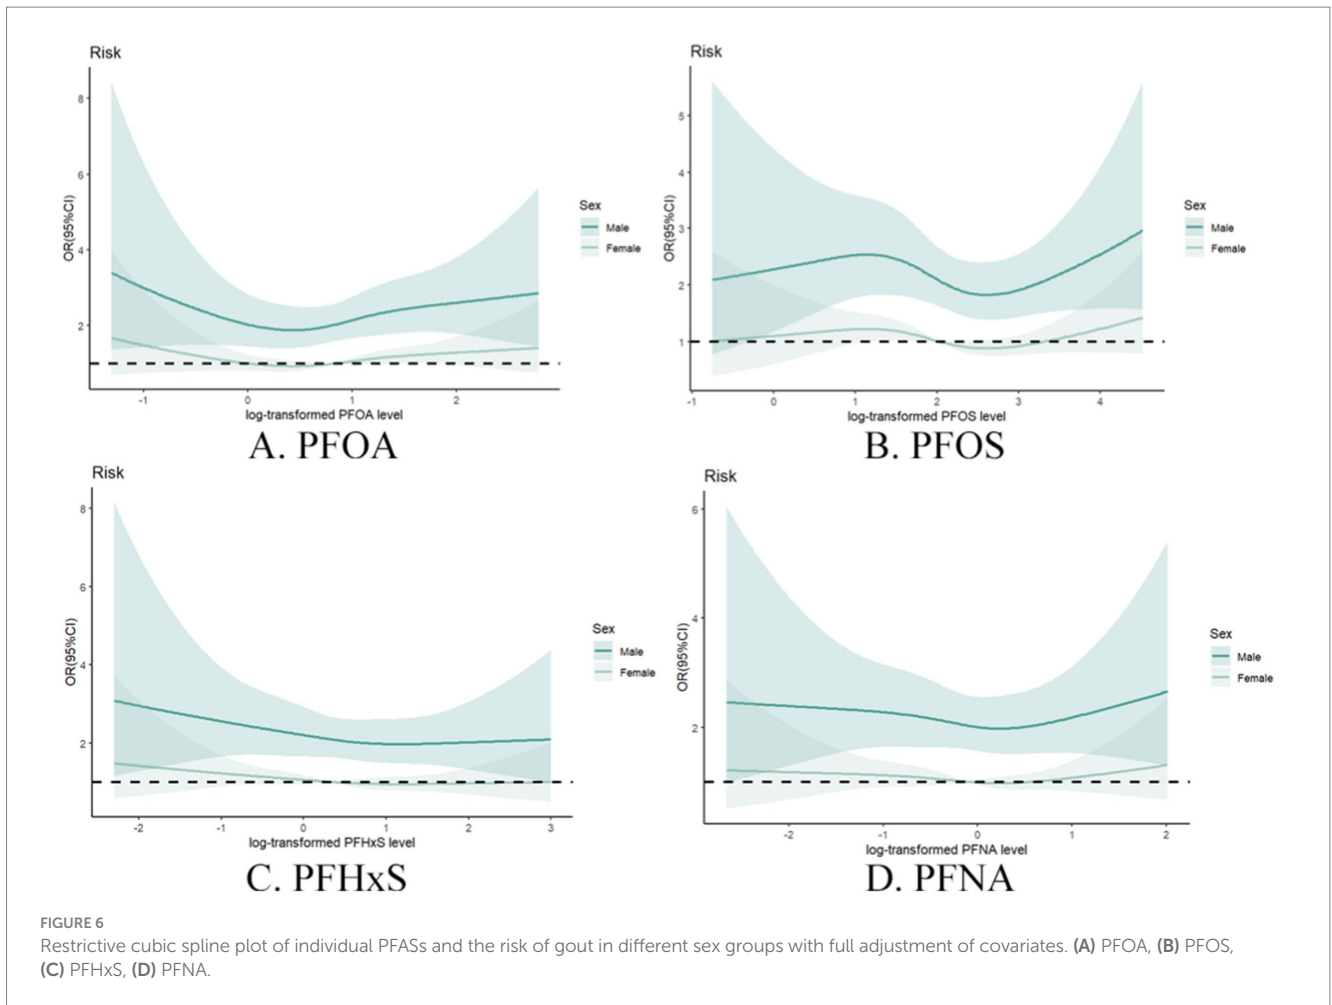 Risk
OR(95%CI)
8
6
4
2
-1
0
1
2
log-transformed PFOA level
Sex
Male
Female
A. PFOA
Risk
OR(95%CI)
5
4
3
2
1
-1
0
1
2
3
4
log-transformed PFOS level
Sex
Male
Female
B. PFOS
Risk
OR(95%CI)
8
6
4
2
-2
-1
0
1
2
3
log-transformed PFHxS level
Sex
Male
Female
C. PFHxS
Risk
OR(95%CI)
6
4
2
-2
-1
0
1
2
log-transformed PFNA level
Sex
Male
Female
D. PFNA
FIGURE 6
Restrictive cubic spline plot of individual PFASs and the risk of gout in different sex groups with full adjustment of covariates. (A) PFOA, (B) PFOS,
(C) PFHxS, (D) PFNA.